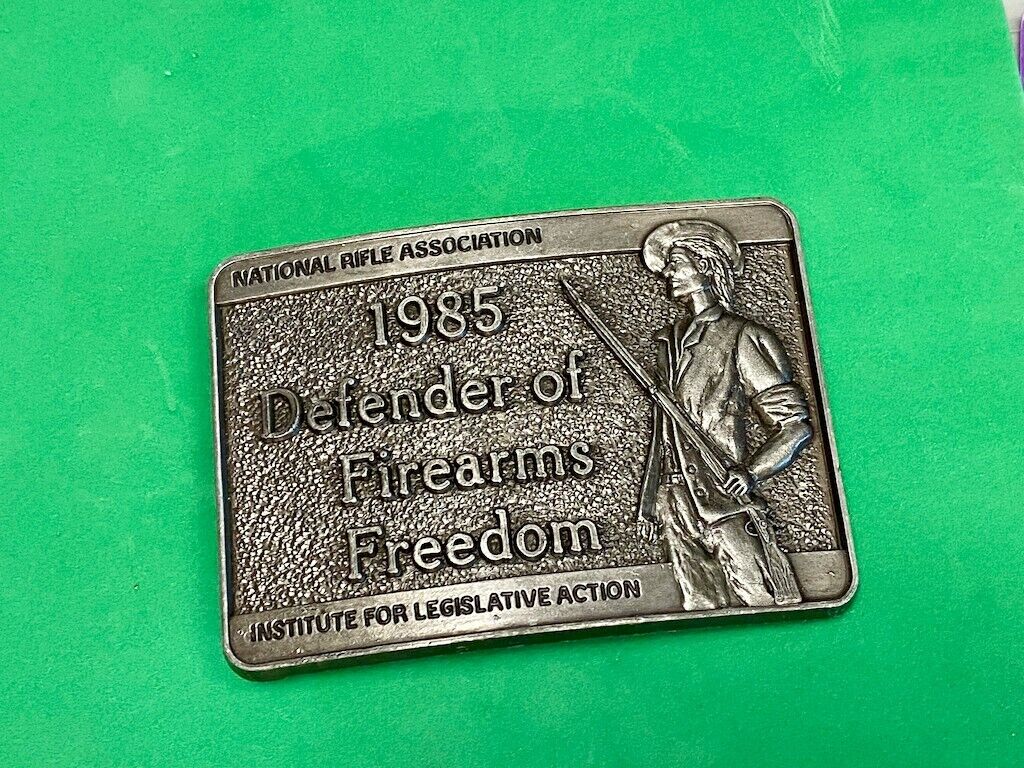 NATIONAL RIFLE ASSOCIATION
1985
Defender of
Firearms
Freedom
INSTITUTE FOR LEGISLATIVE ACTION